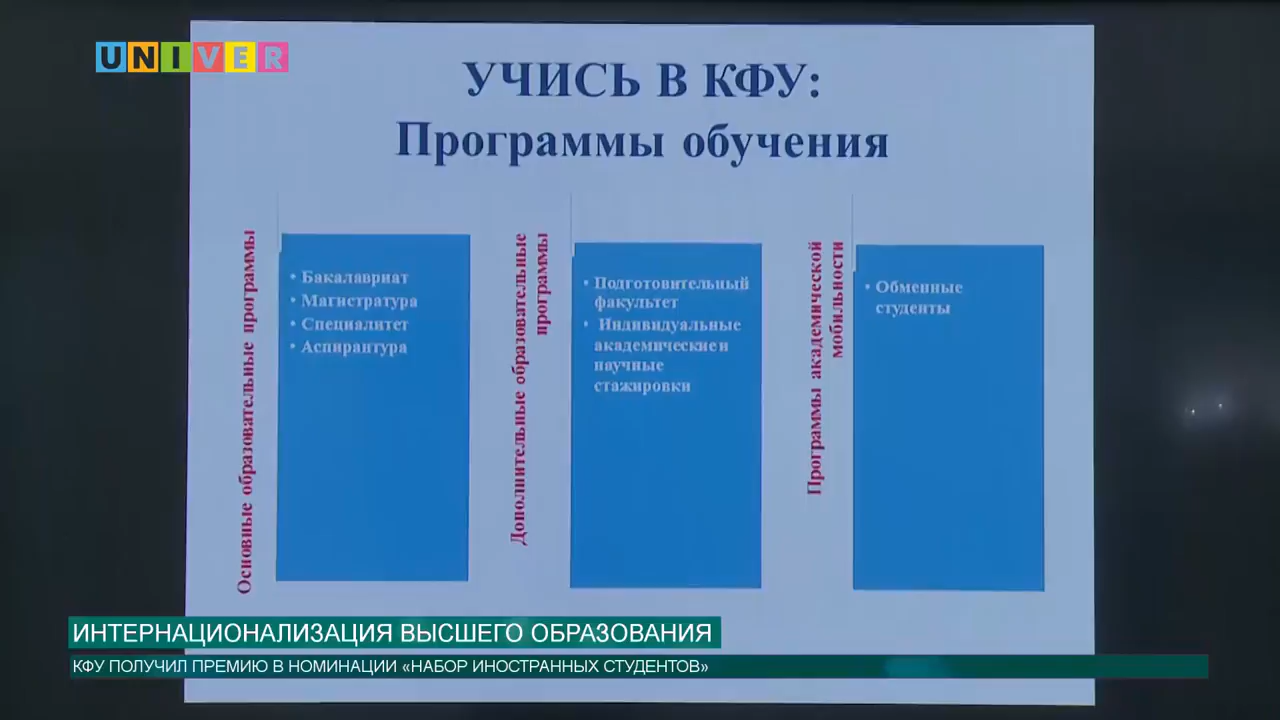 UNIVER
УЧИСЬ В КФУ:
Программы обучения
Основные образовательные программы
• Бакалавриат
• Магистратура
• Специалитет
• Аспирантура
Дополнительные образовательные
программы
• Подготовительный
факультет
• Индивидуальные
академические и
научные
стажировки
Программы академической
мобильности
• Обменные
студенты
ИНТЕРНАЦИОНАЛИЗАЦИЯ ВЫСШЕГО ОБРАЗОВАНИЯ
КФУ ПОЛУЧИЛ ПРЕМИЮ В НОМИНАЦИИ «НАБОР ИНОСТРАННЫХ СТУДЕНТОВ»